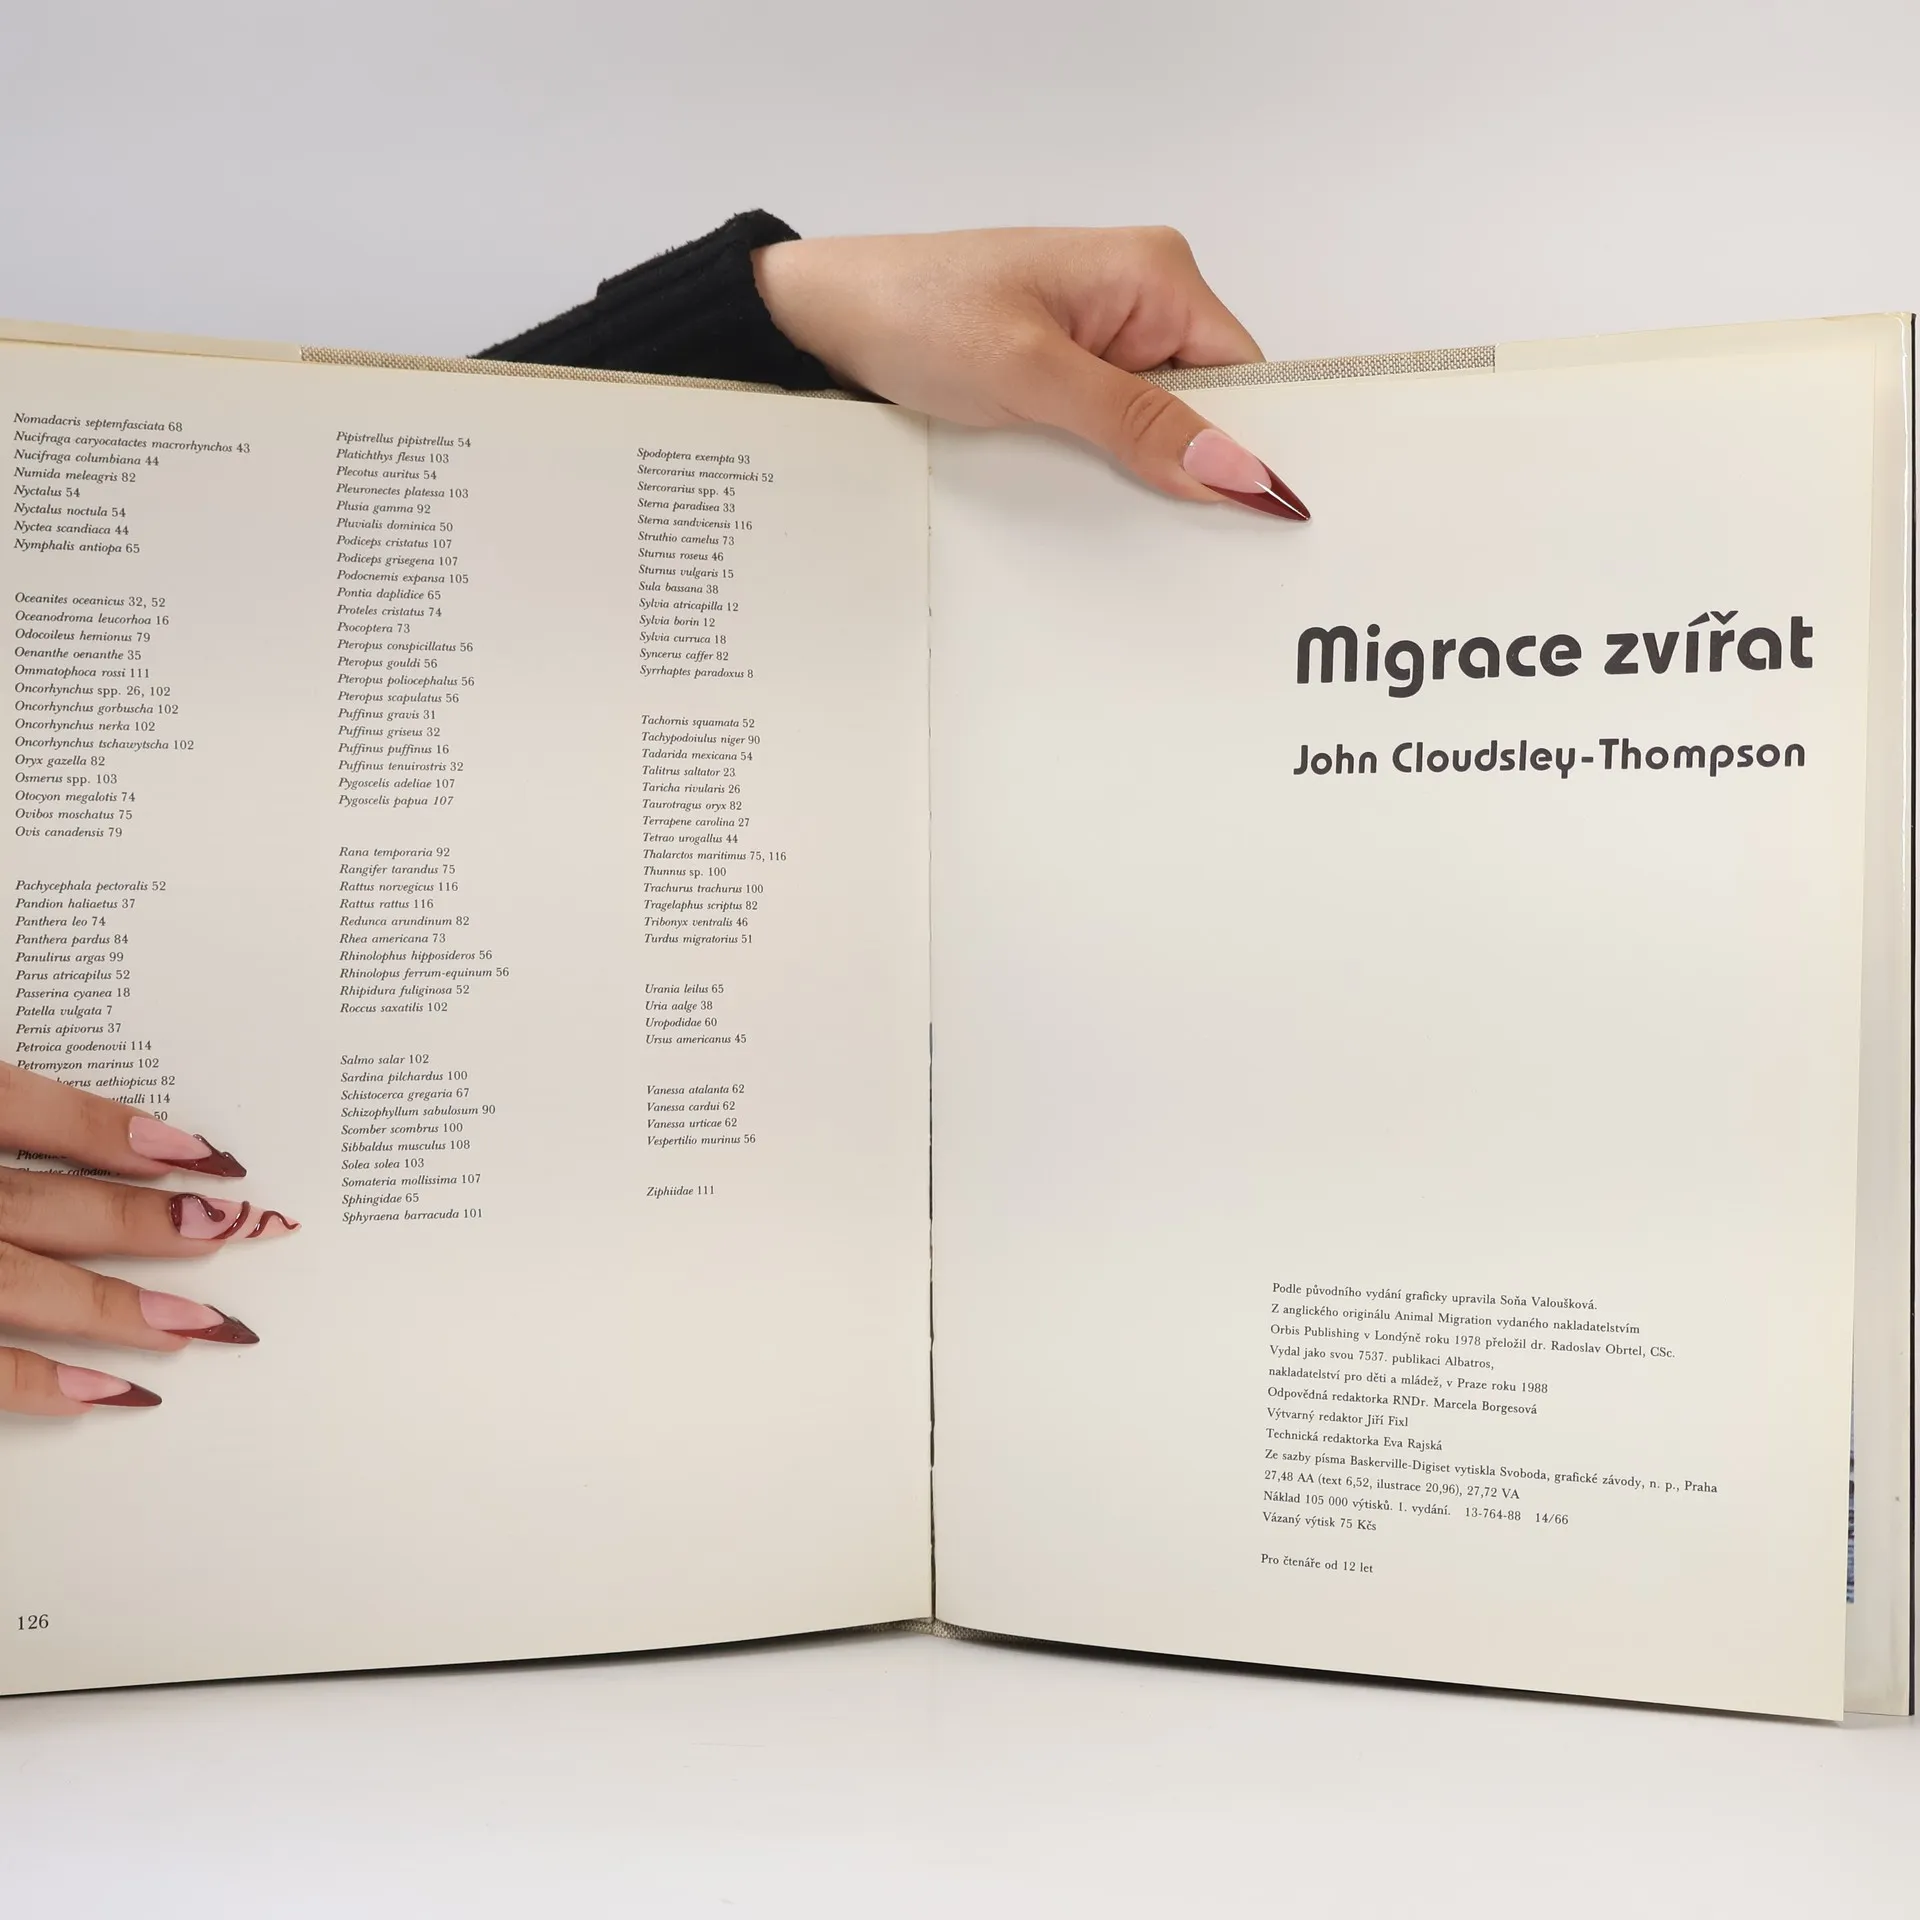 Nomadacris septemfasciata 68
Nucifraga caryocatactes macrorhynchos 43
Nucifraga columbiana 44
Numida meleagris 82
Nyctalus 54
Nyctalus noctula 54
Nyctea scandiaca 44
Nymphalis antiopa 65
Oceanites oceanicus 32, 52
Oceanodroma leucorhoa 16
Odocoileus hemionus 79
Oenanthe oenanthe 35
Ommatophoca rossi 111
Oncorhynchus spp. 26, 102
Oncorhynchus gorbuscha 102
Oncorhynchus nerka 102
Oncorhynchus tschawytscha 102
Oryx gazella 82
Osmerus spp. 103
Otocyon megalotis 74
Ovibos moschatus 75
Ovis canadensis 79
Pachycephala pectoralis 52
Pandion haliaetus 37
Panthera leo 74
Panthera pardus 84
Panulirus argas 99
Parus atricapilus 52
Passerina cyanea 18
Patella vulgata 7
Pernis apivorus 37
Petroica goodenovii 114
Petromyzon marinus 102
aethiopicus 82
114
50
catodon
Pipistrellus pipistrellus 54
Platichthys flesus 103
Plecotus auritus 54
Pleuronectes platessa 103
Plusia gamma 92
Pluvialis dominica 50
Podiceps cristatus 107
Podiceps grisegena 107
Podocnemis expansa 105
Pontia daplidice 65
Proteles cristatus 74
Psocoptera 73
Pteropus conspicillatus 56
Pteropus gouldi 56
Pteropus poliocephalus 56
Pteropus scapulatus 56
Puffinus gravis 31
Puffinus griseus 32
Puffinus puffinus 16
Puffinus tenuirostris 32
Pygoscelis adeliae 107
Pygoscelis papua 107
Rana temporaria 92
Rangifer tarandus 75
Rattus norvegicus 116
Rattus rattus 116
Redunca arundinum 82
Rhea americana 73
Rhinolophus hipposideros 56
Rhinolopus ferrum-equinum 56
Rhipidura fuliginosa 52
Roccus saxatilis 102
Salmo salar 102
Sardina pilchardus 100
Schistocerca gregaria 67
Schizophyllum sabulosum 90
Scomber scombrus 100
Sibbaldus musculus 108
Solea solea 103
Somateria mollissima 107
Sphingidae 65
Sphyraena barracuda 101
Spodoptera exempta 93
Stercorarius maccormicki 52
Stercorarius spp. 45
Sterna paradisea 33
Sterna sandvicensis 116
Struthio camelus 73
Sturnus roseus 46
Sturnus vulgaris 15
Sula bassana 38
Sylvia atricapilla 12
Sylvia borin 12
Sylvia curruca 18
Syncerus caffer 82
Syrrhaptes paradoxus 8
Tachornis squamata 52
Tachypodoiulus niger 90
Tadarida mexicana 54
Talitrus saltator 23
Taricha rivularis 26
Taurotragus oryx 82
Terrapene carolina 27
Tetrao urogallus 44
Thalarctos maritimus 75, 116
Thunnus sp. 100
Trachurus trachurus 100
Tragelaphus scriptus 82
Tribonyx ventralis 46
Turdus migratorius 51
Urania leilus 65
Uria aalge 38
Uropodidae 60
Ursus americanus 45
Vanessa atalanta 62
Vanessa cardui 62
Vanessa urticae 62
Vespertilio murinus 56
Ziphiidae 111
126
Migrace zvířat
John Cloudsley-Thompson
Podle původního vydání graficky upravila Soňa Valoušková.
Z anglického originálu Animal Migration vydaného nakladatelstvím
Orbis Publishing v Londýně roku 1978 přeložil dr. Radoslav Obrtel, CSc.
Vydal jako svou 7537. publikaci Albatros,
nakladatelství pro děti a mládež, v Praze roku 1988
Odpovědná redaktorka RNDr. Marcela Borgesová
Výtvarný redaktor Jiří Fixl
Technická redaktorka Eva Rajská
Ze sazby písma Baskerville-Digiset vytiskla Svoboda, grafické závody, n. p., Praha
27,48 AA (text 6,52, ilustrace 20,96), 27,72 VA
Náklad 105 000 výtisků. 1. vydání. 13-764-88 14/66
Vázaný výtisk 75 Kčs
Pro čtenáře od 12 let